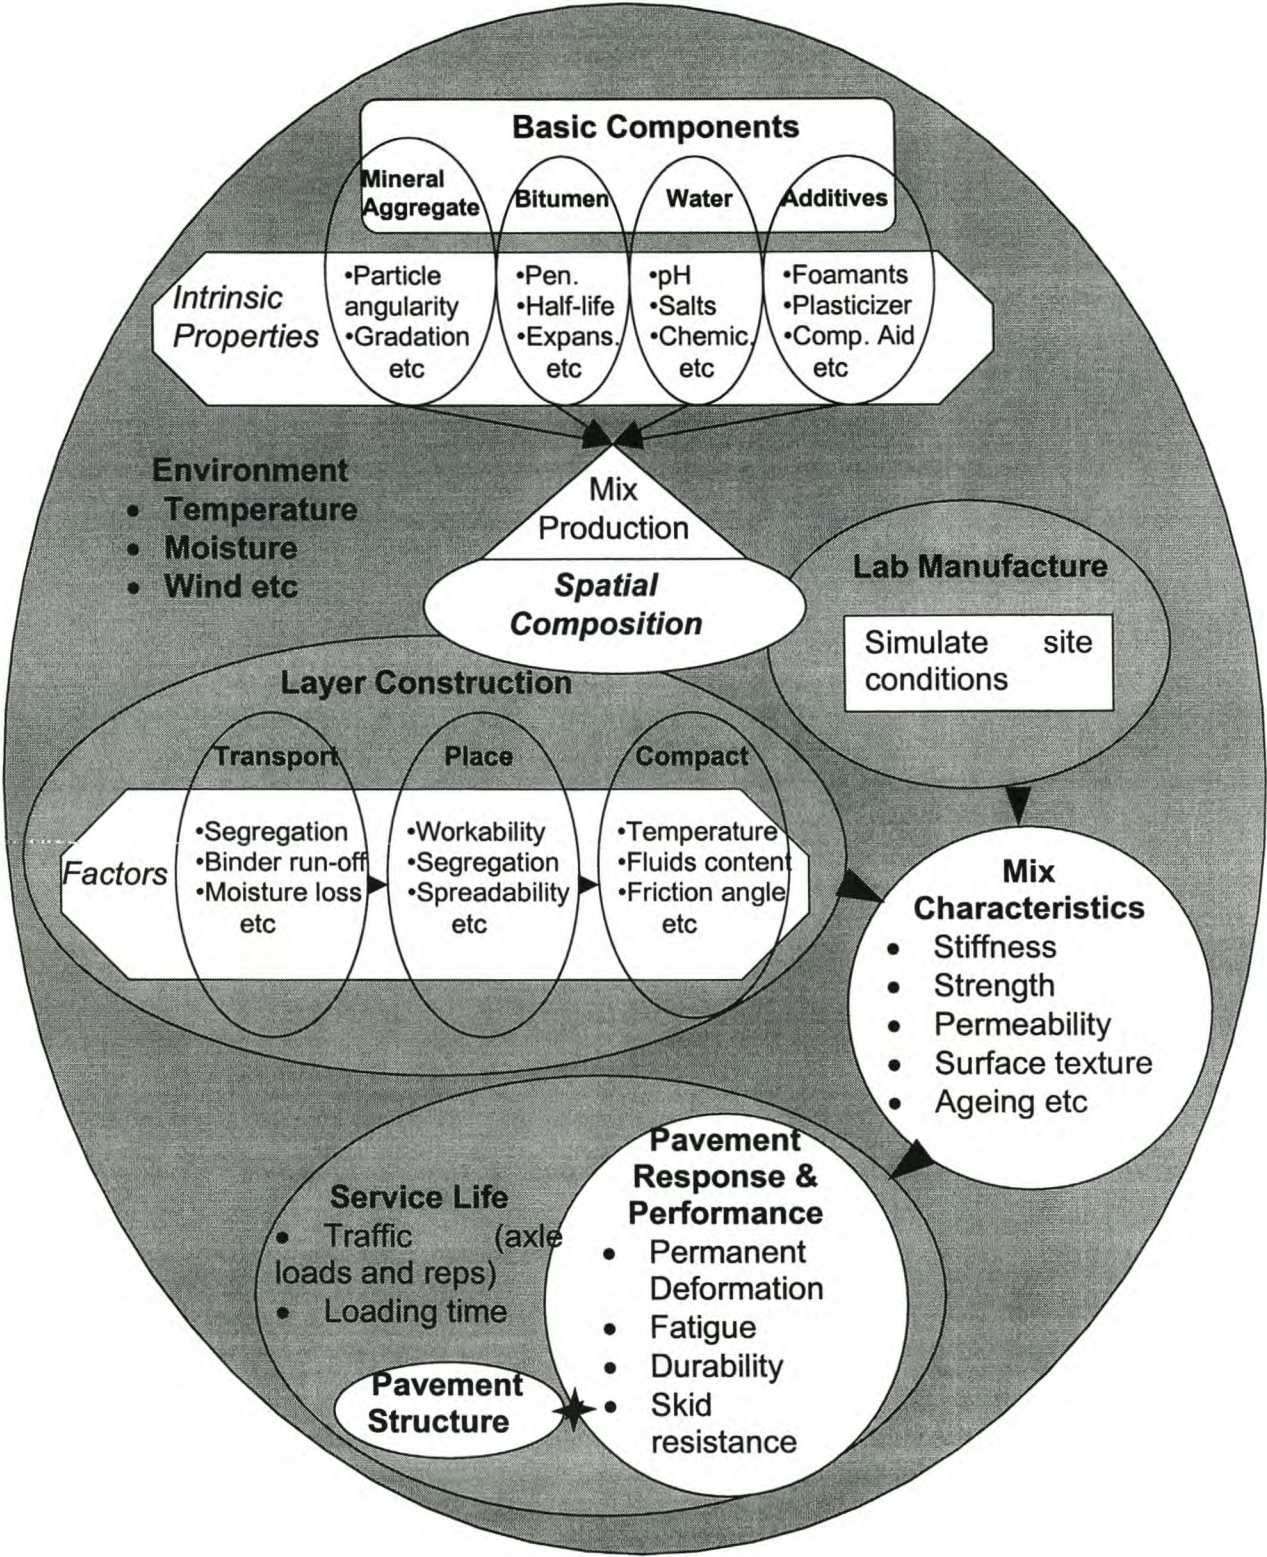 Basic Components
Mineral
Aggregate
Bitumen
Water
Additives
Intrinsic
Properties
•Particle
angularity
•Gradation
etc
•Pen.
•Half-life
•Expans.
etc
•pH
•Salts
•Chemic.
etc
•Foamants
•Plasticizer
•Comp. Aid
etc
Mix
Production
Spatial
Composition
Environment
• Temperature
• Moisture
• Wind etc
Lab Manufacture
Simulate site
conditions
Layer Construction
Transport
Place
Compact
Factors
•Segregation
•Binder run-off
•Moisture loss
etc
•Workability
•Segregation
•Spreadability
etc
•Temperature
•Fluids content
•Friction angle
etc
Mix
Characteristics
• Stiffness
• Strength
• Permeability
• Surface texture
• Ageing etc
Service Life
• Traffic (axle
loads and reps)
• Loading time
Pavement
Structure
Pavement
Response &
Performance
• Permanent
Deformation
• Fatigue
• Durability
• Skid
resistance